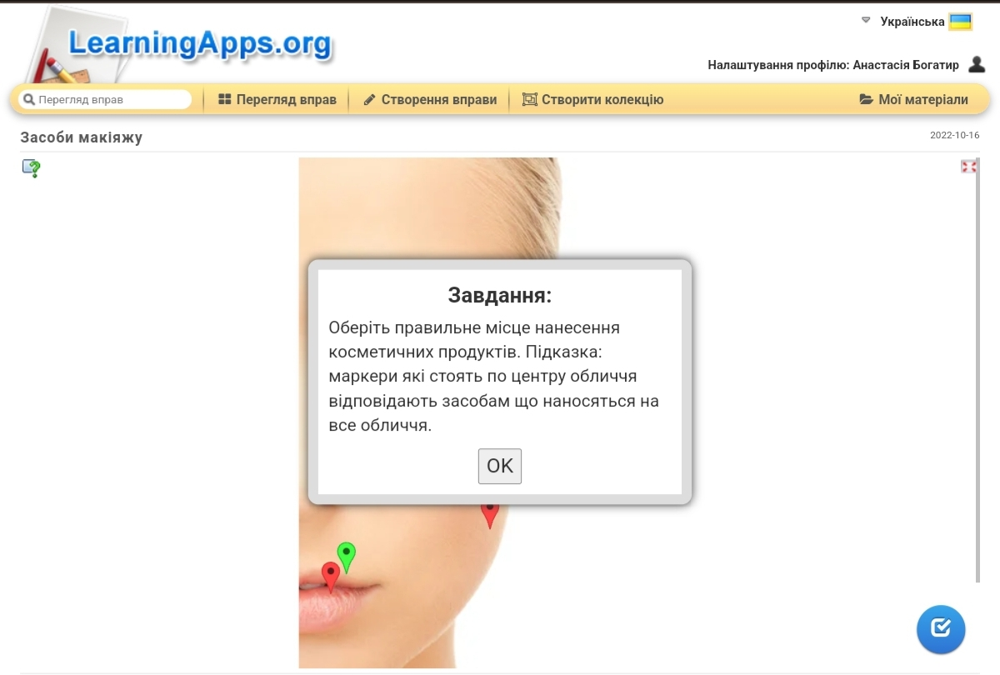 LearningApps.org
Українська
Налаштування профілю: Анастасія Богатир
Перегляд вправ
Перегляд вправ
Створення вправи
Створити колекцію
Мої матеріали
Засоби макіяжу
2022-10-16
Завдання:
Оберіть правильне місце нанесення
косметичних продуктів. Підказка:
маркери які стоять по центру обличчя
відповідають засобам що наносяться на
все обличчя.
OK